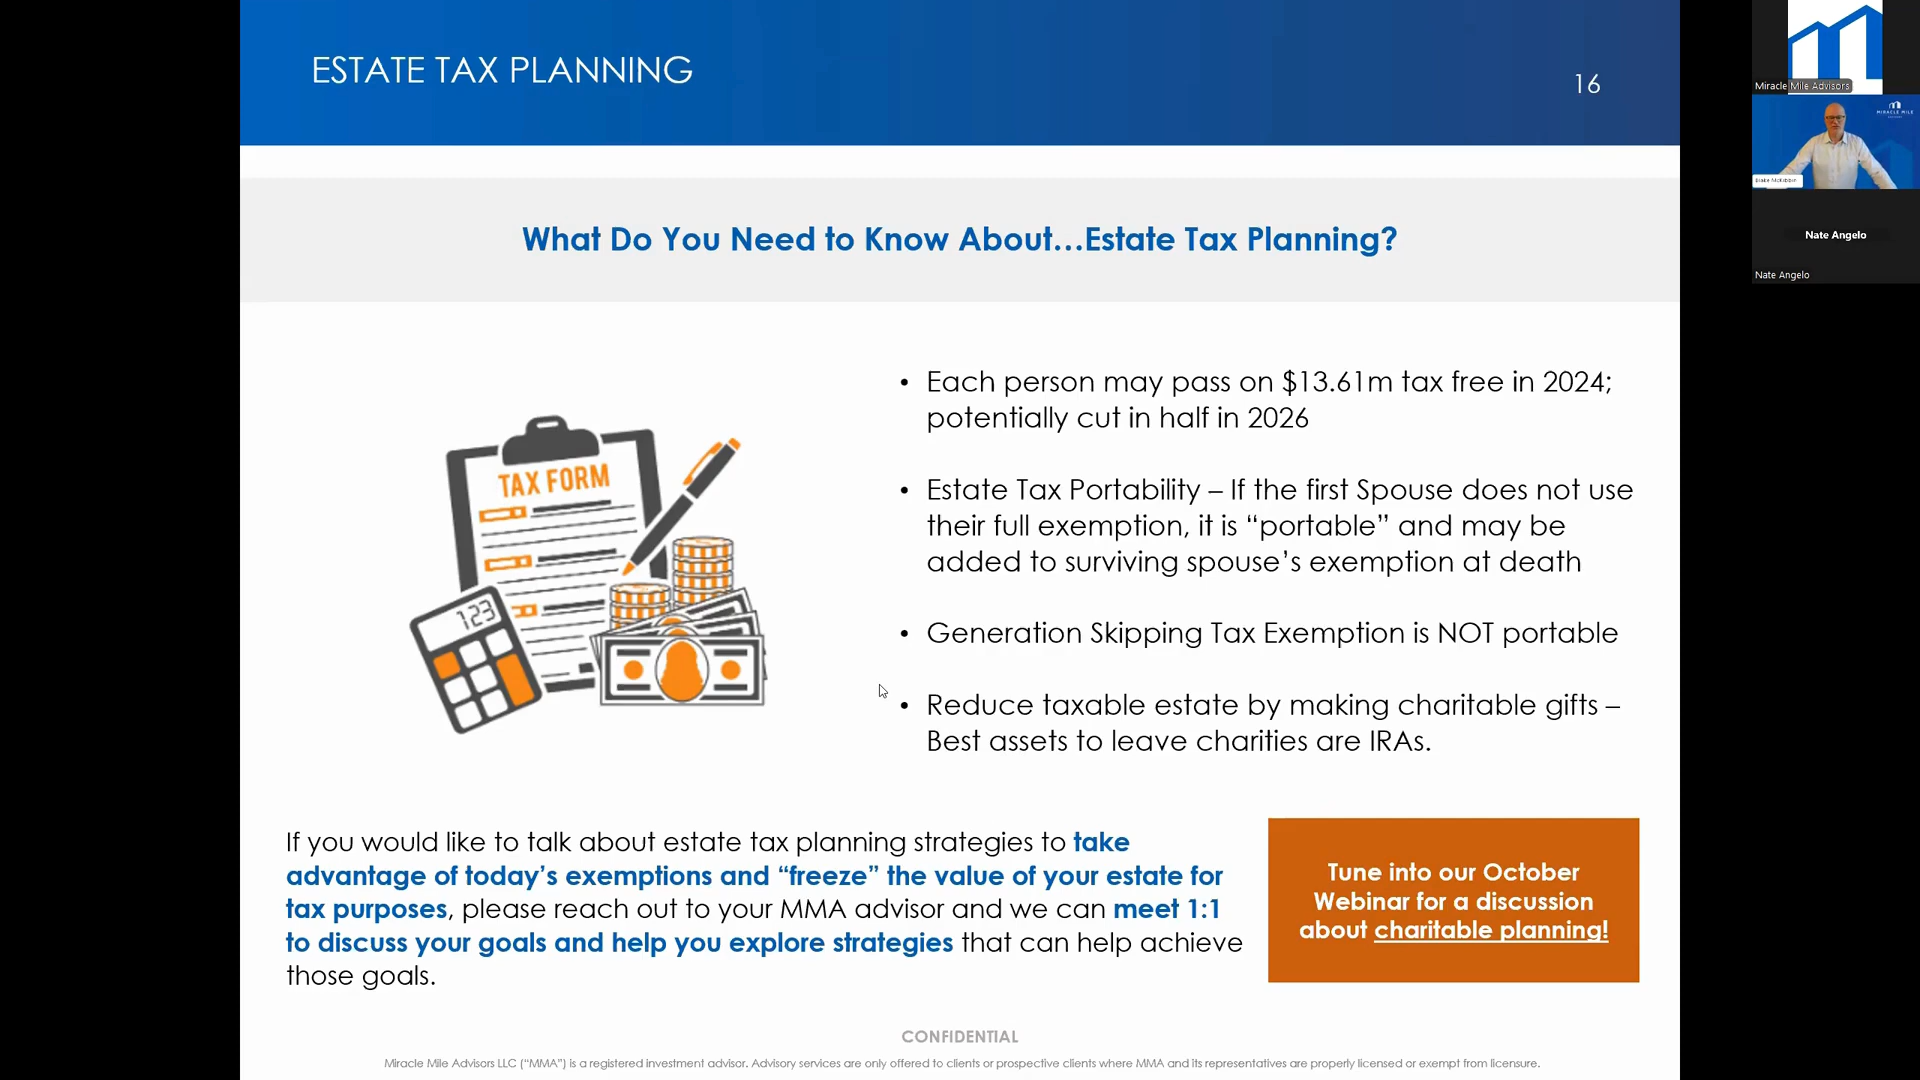 ESTATE TAX PLANNING
16
What Do You Need to Know About...Estate Tax Planning?
TAX FORM
123
• Each person may pass on $13.61m tax free in 2024;
potentially cut in half in 2026
• Estate Tax Portability – If the first Spouse does not use
their full exemption, it is “portable” and may be
added to surviving spouse’s exemption at death
• Generation Skipping Tax Exemption is NOT portable
• Reduce taxable estate by making charitable gifts –
Best assets to leave charities are IRAs.
If you would like to talk about estate tax planning strategies to take
advantage of today’s exemptions and “freeze” the value of your estate for
tax purposes, please reach out to your MMA advisor and we can meet 1:1
to discuss your goals and help you explore strategies that can help achieve
those goals.
Tune into our October
Webinar for a discussion
about charitable planning!
CONFIDENTIAL
Miracle Mile Advisors LLC (“MMA”) is a registered investment advisor. Advisory services are only offered to clients or prospective clients where MMA and its representatives are properly licensed or exempt from licensure.
Miracle Mile Advisors
MIRACLE MILE
Nate Angelo
Nate Angelo